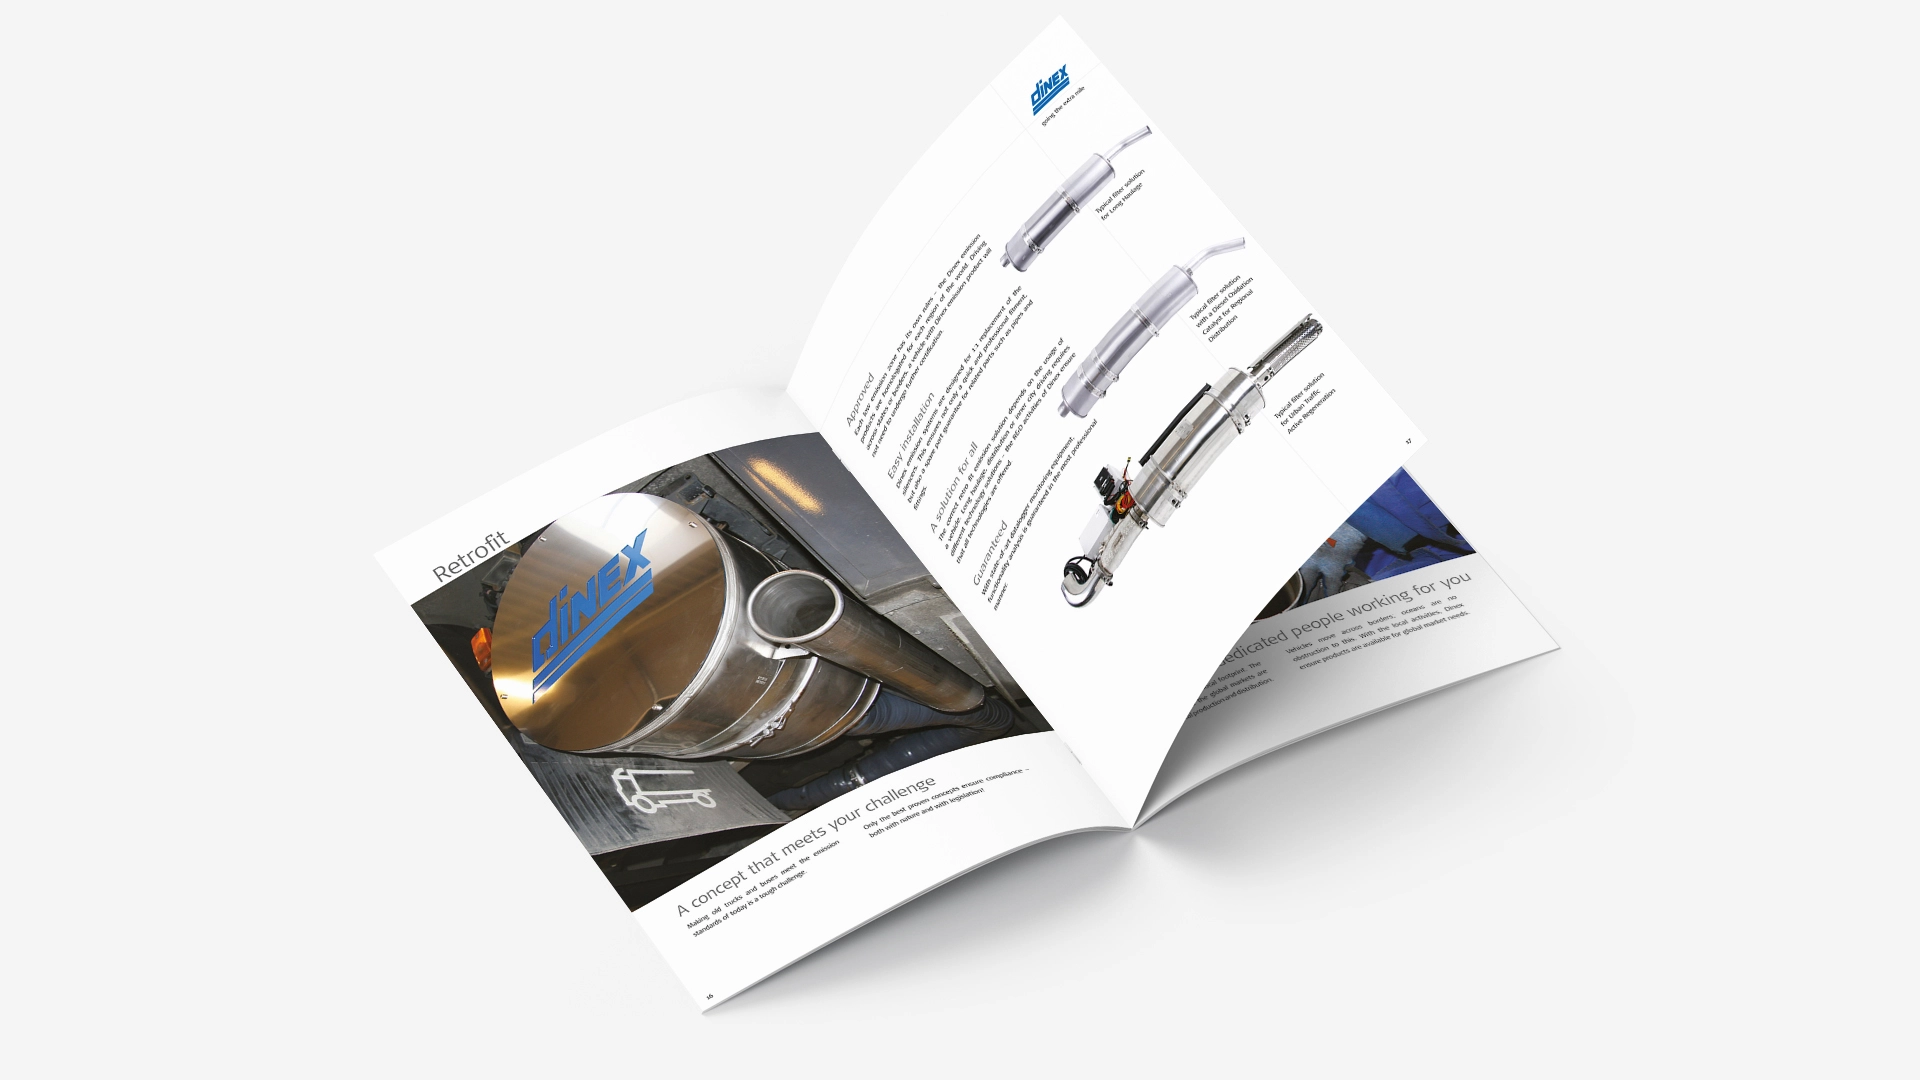 Retrofit
DINEX
A concept that meets your challenge
Making old trucks and buses meet the emission
standards of today is a tough challenge.
Only the best proven concepts ensure compliance –
both with nature and with legislation!
16
DINEX
going the extra mile
Approved
Each low emission zone has its own rules – the Dinex emission
products are homologated for each region of the world. Driving
across states or borders, a vehicle with Dinex emission product will
not need to undergo further certification.
Easy installation
Dinex emission systems are designed for 1:1 replacement of the
silencers. This ensures not only a quick and professional fitment,
but also a spare part guarantee for related parts such as pipes and
fittings.
A solution for all
The correct retro fit emission solution depends on the usage of
a vehicle. Long haulage, distribution or inner city driving requires
different technology solutions – the R&D activities of Dinex ensure
that all technologies are offered.
Guaranteed
With state-of-art datalogger monitoring equipment,
functionality analysis is guaranteed in the most professional
manner.
Typical filter solution
for Long Haulage
Typical filter solution
with a Diesel Oxidation
Catalyst for Regional
Distribution
Typical filter solution
for Urban Traffic
Active Regeneration
17
dedicated people working for you
footprint. The
the global markets are
production and distribution.
Vehicles move across borders, oceans are no
obstruction to this. With the local activities, Dinex
ensure products are available for global market needs.